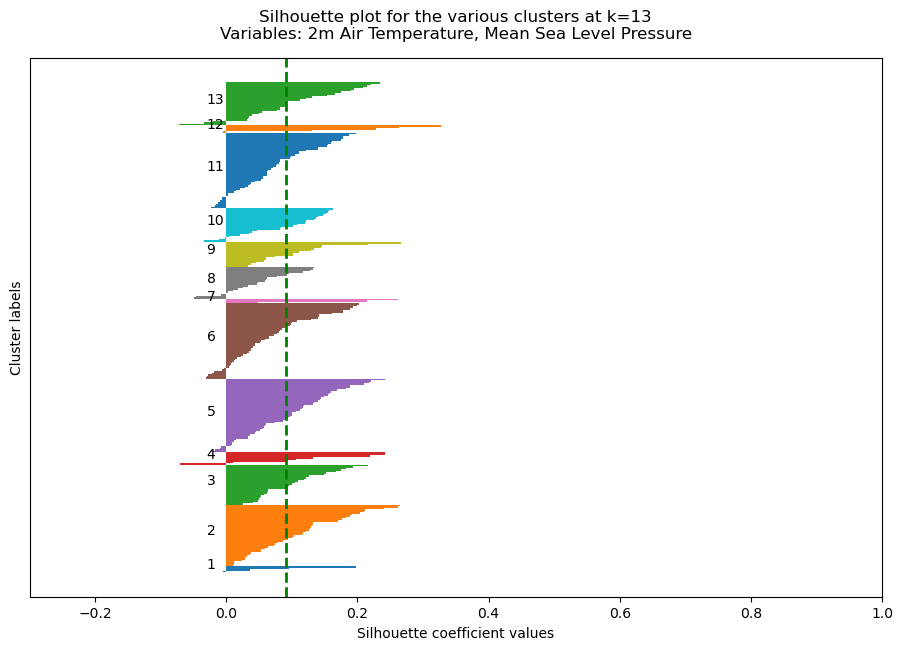 Silhouette plot for the various clusters at k=13
Variables: 2m Air Temperature, Mean Sea Level Pressure
13
12
11
10
9
8
7
6
5
4
3
2
1
Cluster labels
−0.2 0.0 0.2 0.4 0.6 0.8 1.0
Silhouette coefficient values